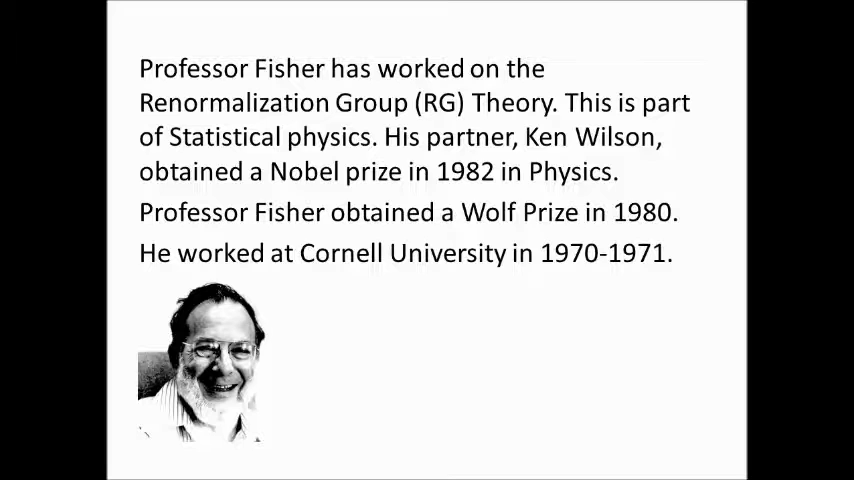 Professor Fisher has worked on the
Renormalization Group (RG) Theory. This is part
of Statistical physics. His partner, Ken Wilson,
obtained a Nobel prize in 1982 in Physics.
Professor Fisher obtained a Wolf Prize in 1980.
He worked at Cornell University in 1970-1971.